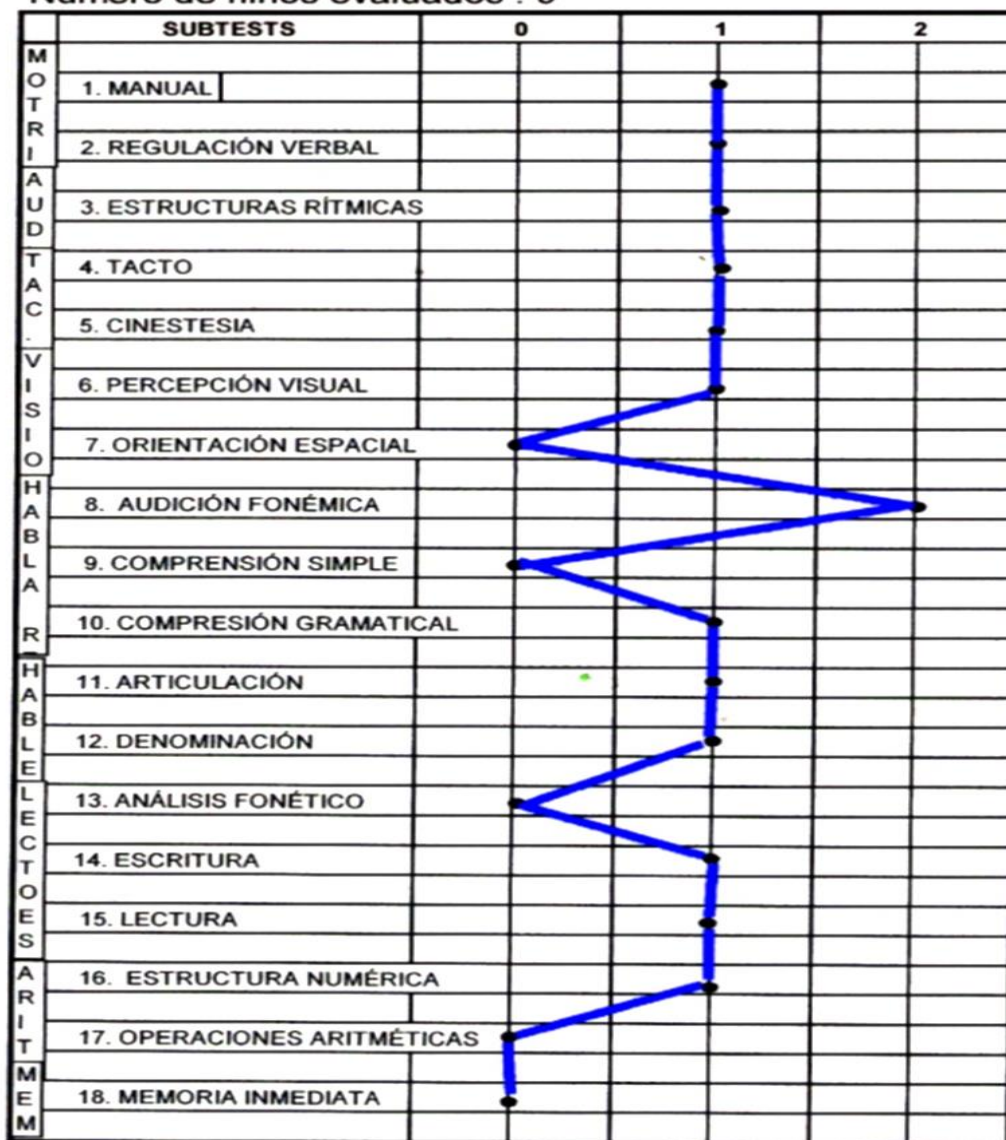 SUBTESTS 0 1 2
MOTRI
1. MANUAL
2. REGULACIÓN VERBAL
AUD
3. ESTRUCTURAS RÍTMICAS
TAC.
4. TACTO
5. CINESTESIA
VISIO
6. PERCEPCIÓN VISUAL
7. ORIENTACIÓN ESPACIAL
HABLA R
8. AUDICIÓN FONÉMICA
9. COMPRENSIÓN SIMPLE
10. COMPRESIÓN GRAMATICAL
HABLE
11. ARTICULACIÓN
12. DENOMINACIÓN
LECTOES
13. ANÁLISIS FONÉTICO
14. ESCRITURA
15. LECTURA
ARIT
16. ESTRUCTURA NUMÉRICA
17. OPERACIONES ARITMÉTICAS
MEM
18. MEMORIA INMEDIATA